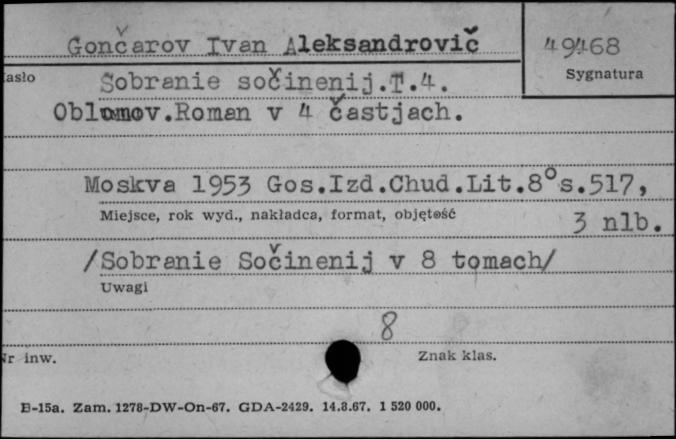 Gončarov Ivan Aleksandrovič 49468
asło Sygnatura
Sobranie sočinenij.T.4.
Oblomov.Roman v 4 častjach.
Moskva 1953 Gos.Izd.Chud.Lit.8°s.517,
Miejsce, rok wyd., nakładca, format, objętość
3 nlb.
/Sobranie Sočinenij v 8 tomach/
Uwagi
8
Nr inw. Znak klas.
B-15a. Zam. 1278-DW-On-67. GDA-2429. 14.8.67. 1 520 000.